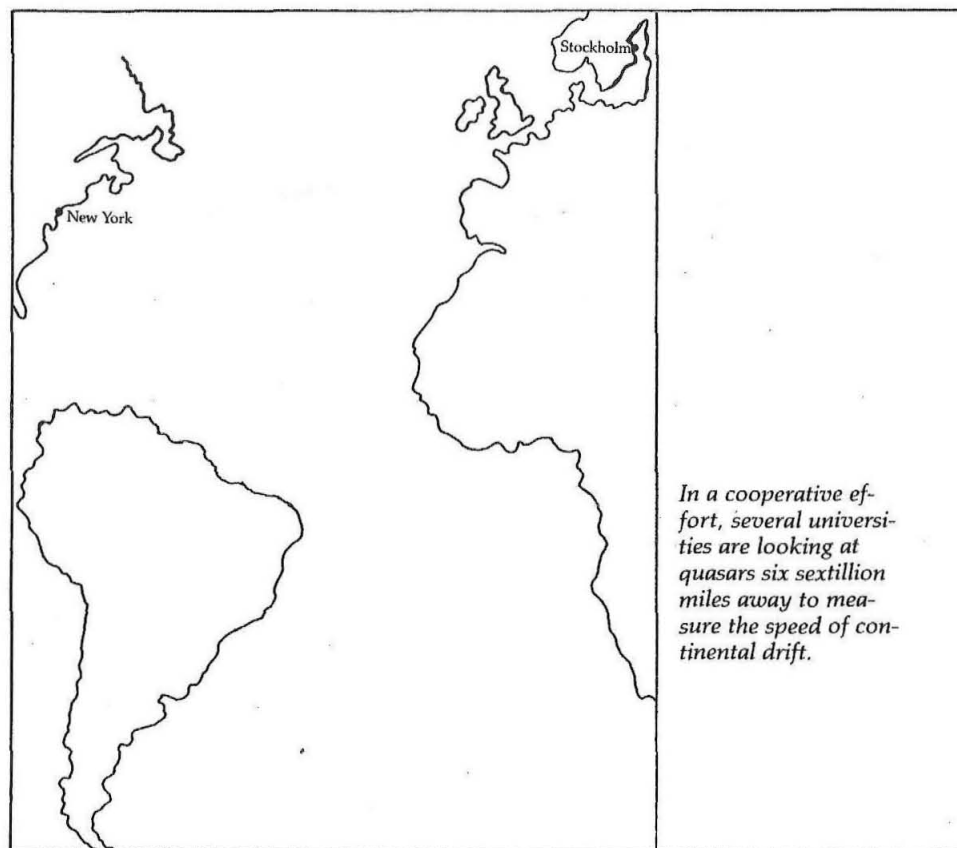 Stockholm
New York
In a cooperative ef-
fort, several universi-
ties are looking at
quasars six sextillion
miles away to mea-
sure the speed of con-
tinental drift.